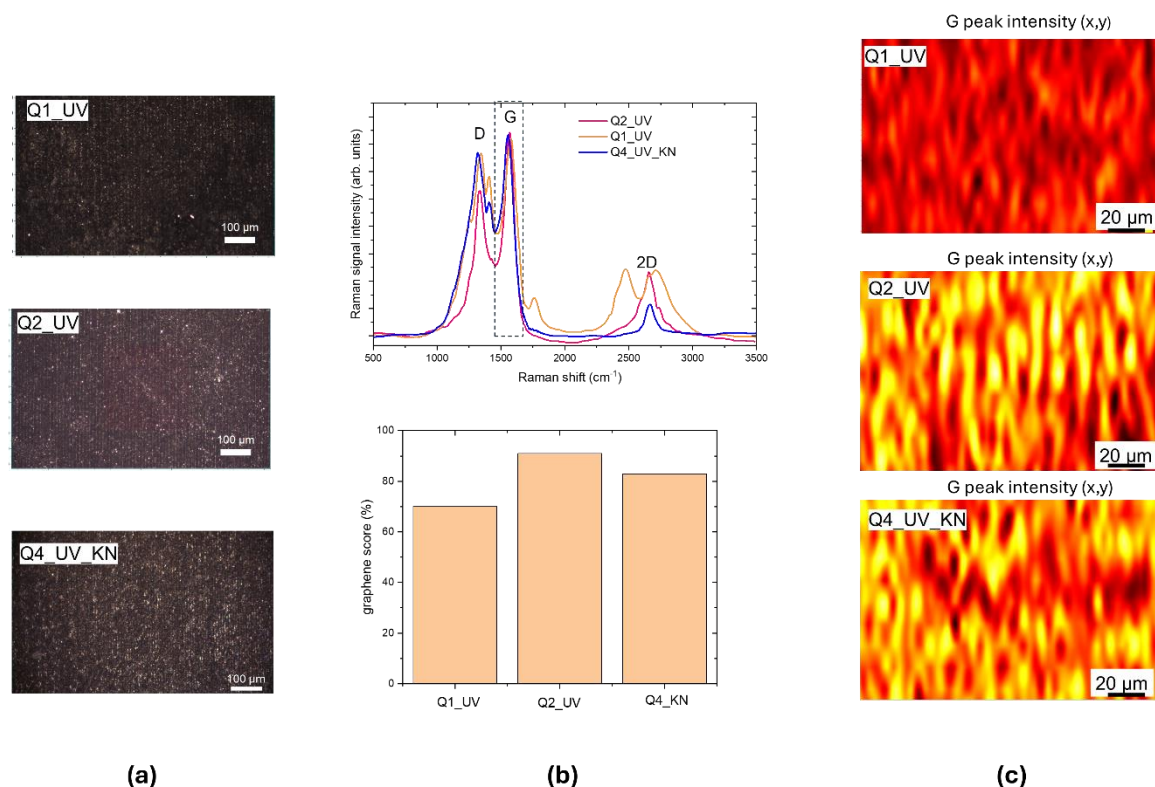 Q1_UV
100 µm
Q2_UV
100 µm
Q4_UV_KN
100 µm
(a)
Raman signal intensity (arb. units)
D
G
2D
Q2_UV
Q1_UV
Q4_UV_KN
500
1000
1500
2000
2500
3000
3500
Raman shift (cm⁻¹)
graphene score (%)
100
80
60
40
20
0
Q1_UV
Q2_UV
Q4_KN
(b)
G peak intensity (x,y)
Q1_UV
20 µm
G peak intensity (x,y)
Q2_UV
20 µm
G peak intensity (x,y)
Q4_UV_KN
20 µm
(c)